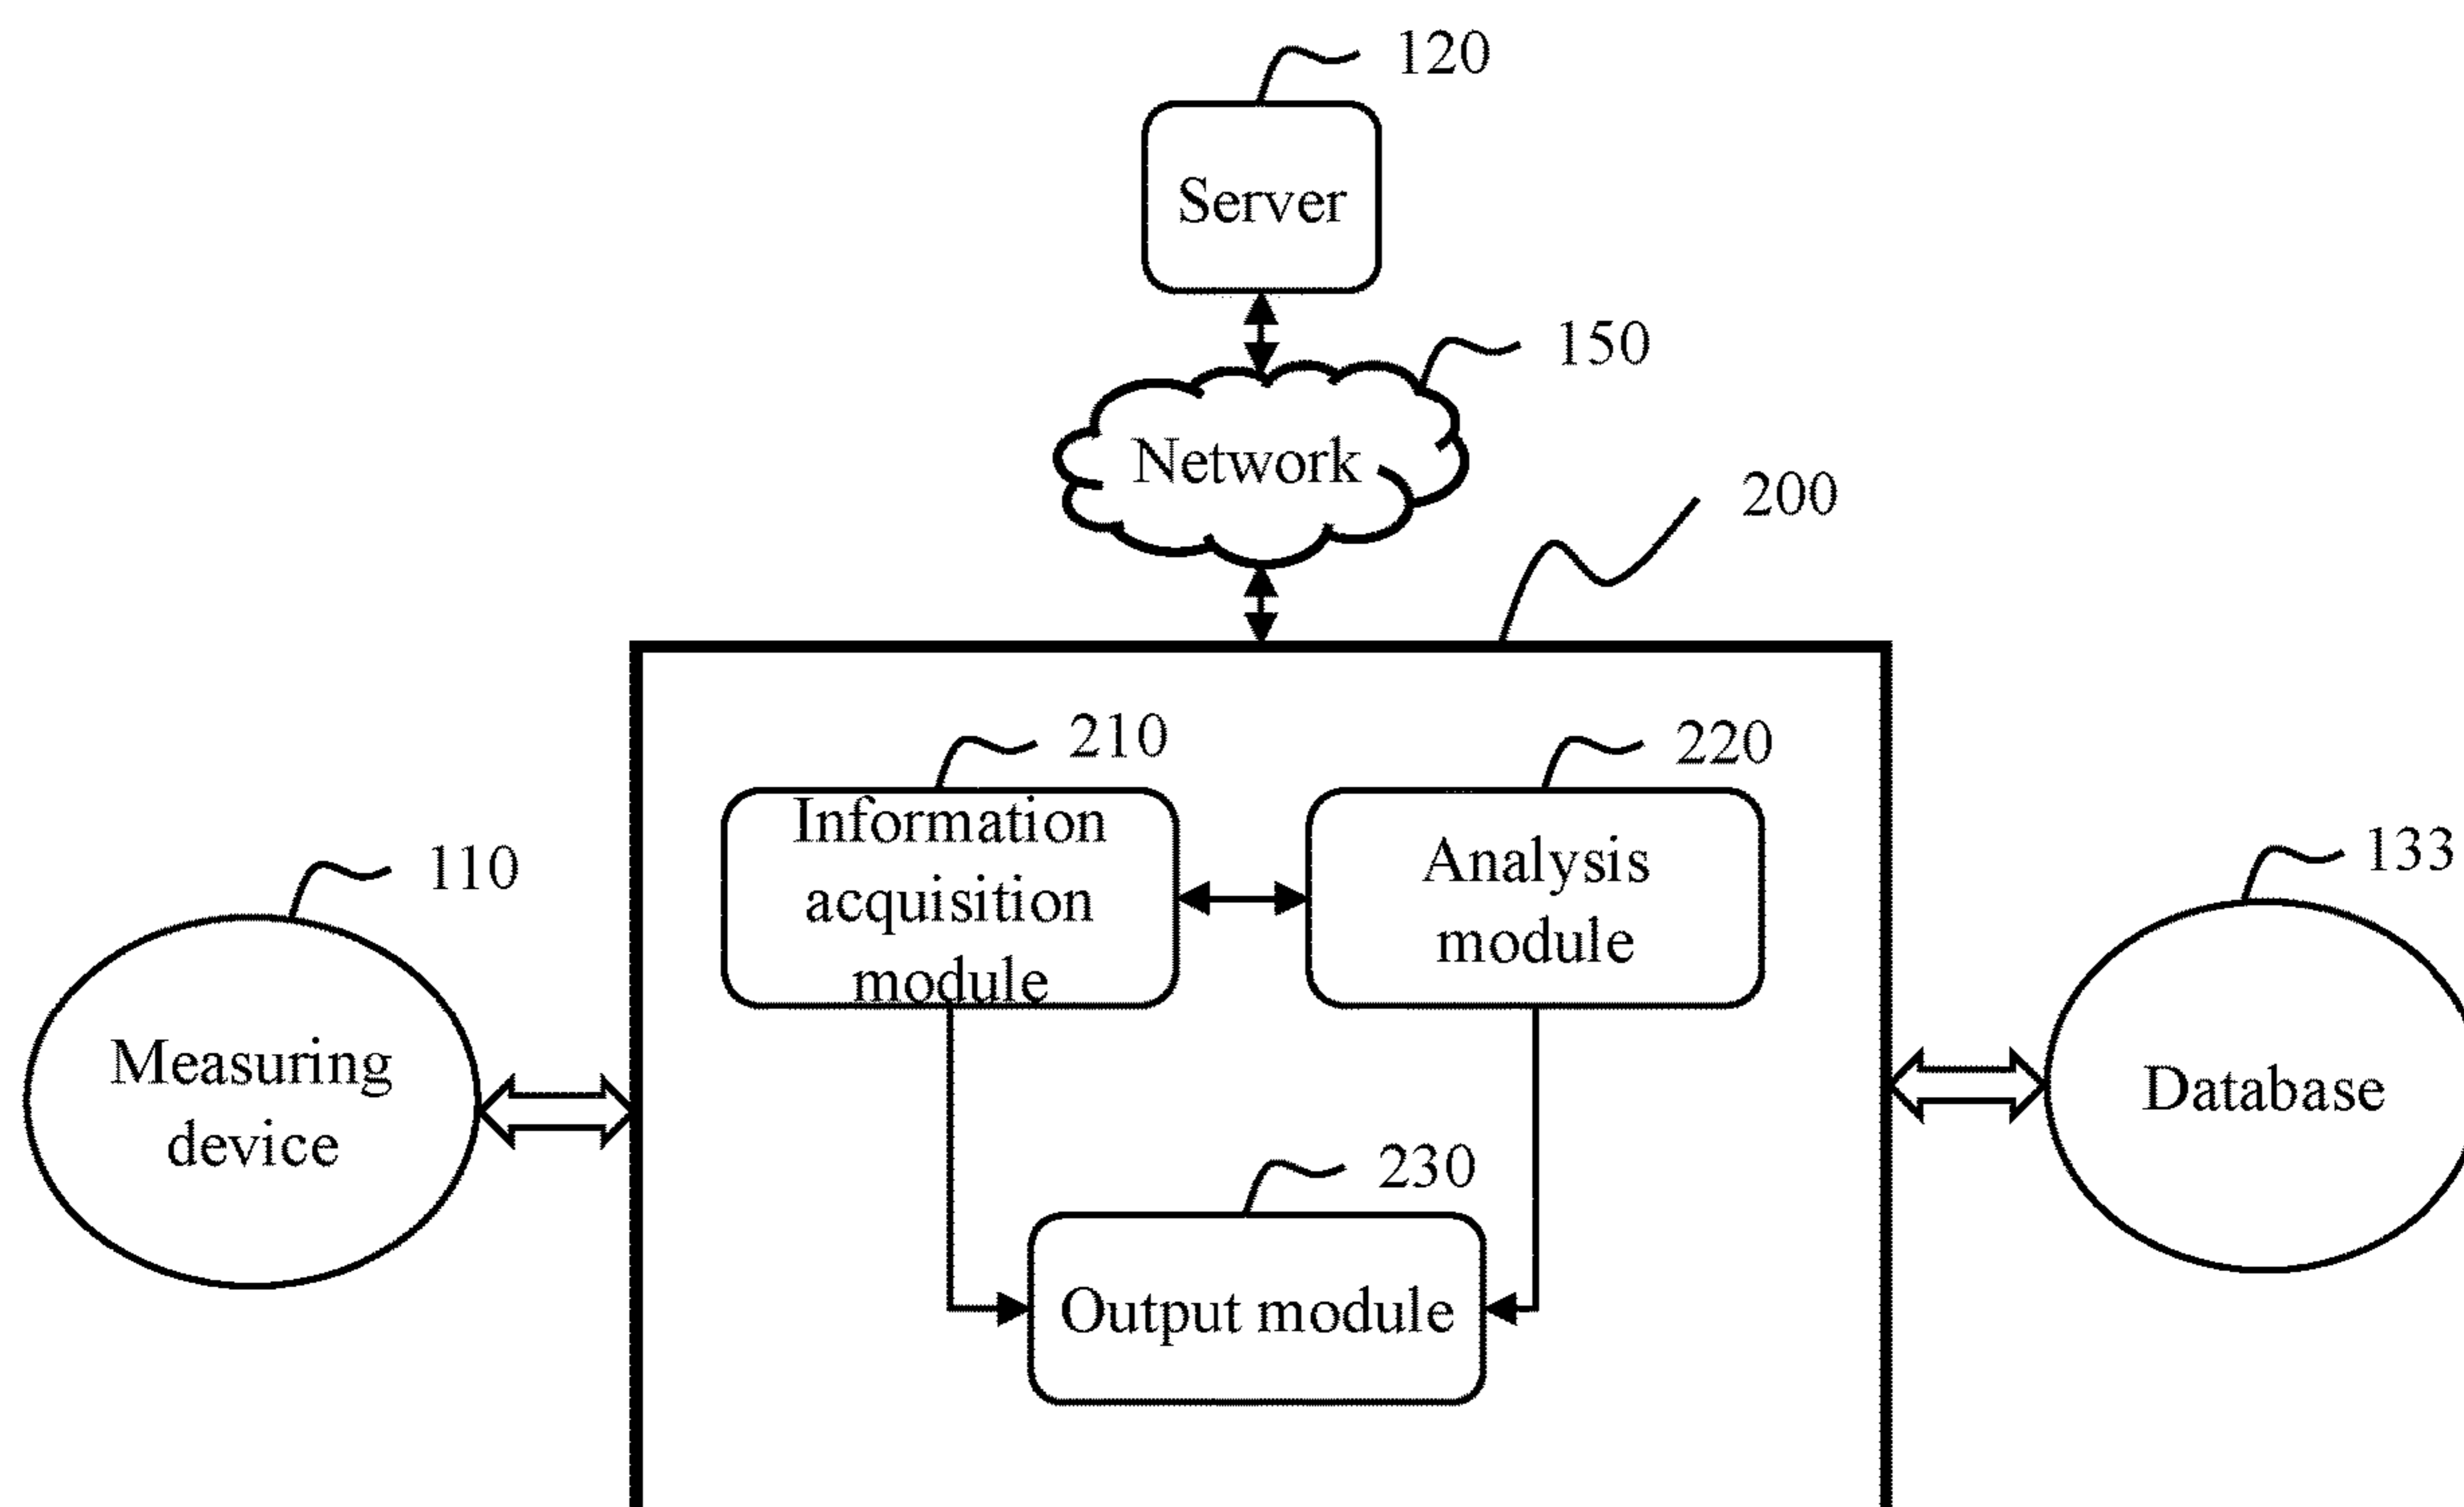 120
Server
150
Network
200
210
220
Information
acquisition
module
Analysis
module
110
133
Measuring
device
Database
230
Output module